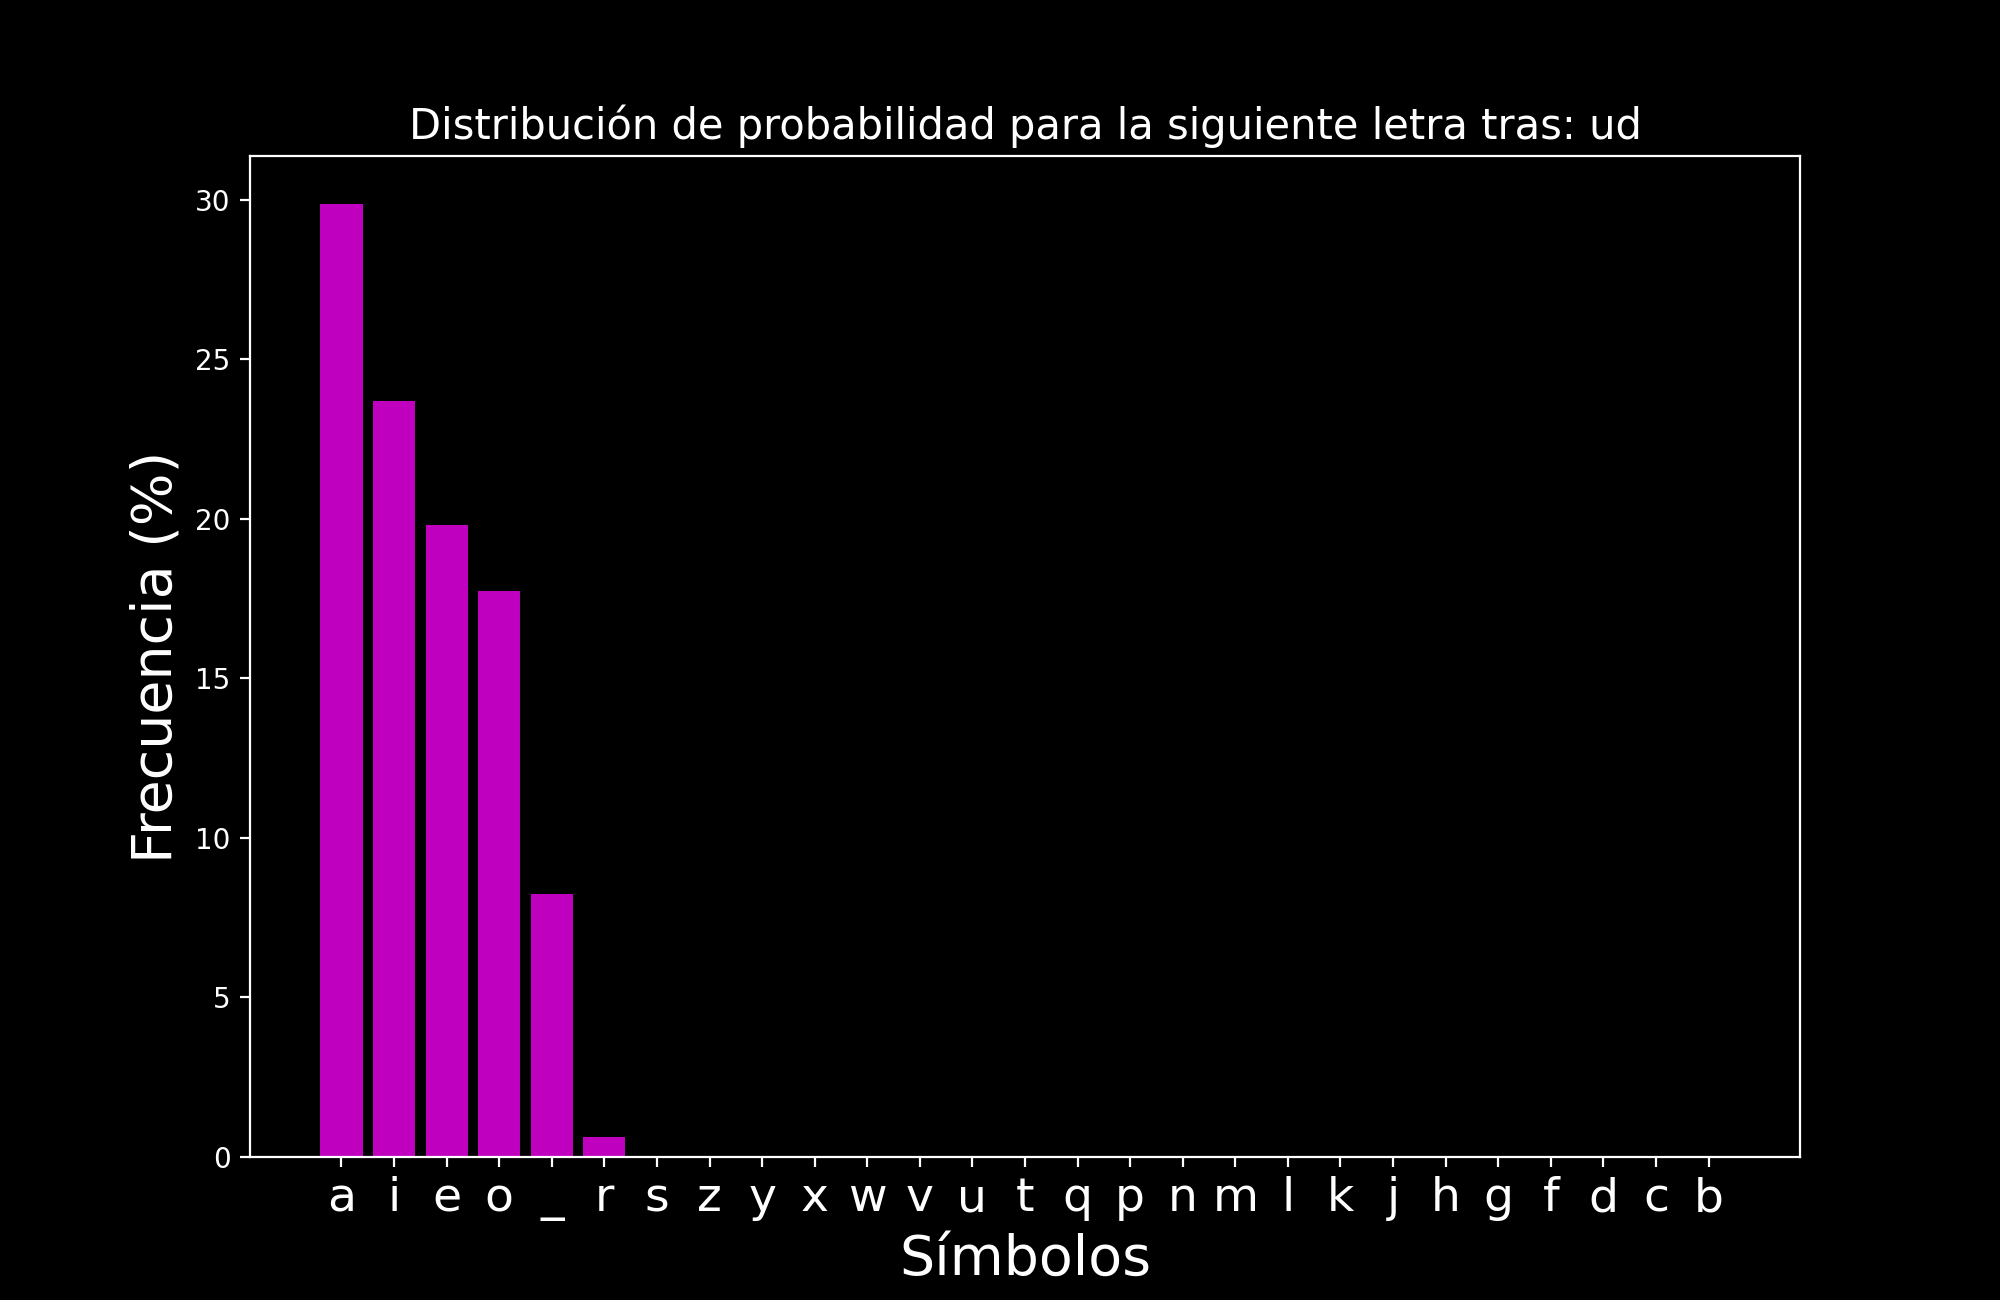 Distribución de probabilidad para la siguiente letra tras: ud
Frecuencia (%)
30
25
20
15
10
5
0
a i e o _ r s z y x w v u t q p n m l k j h g f d c b
Símbolos